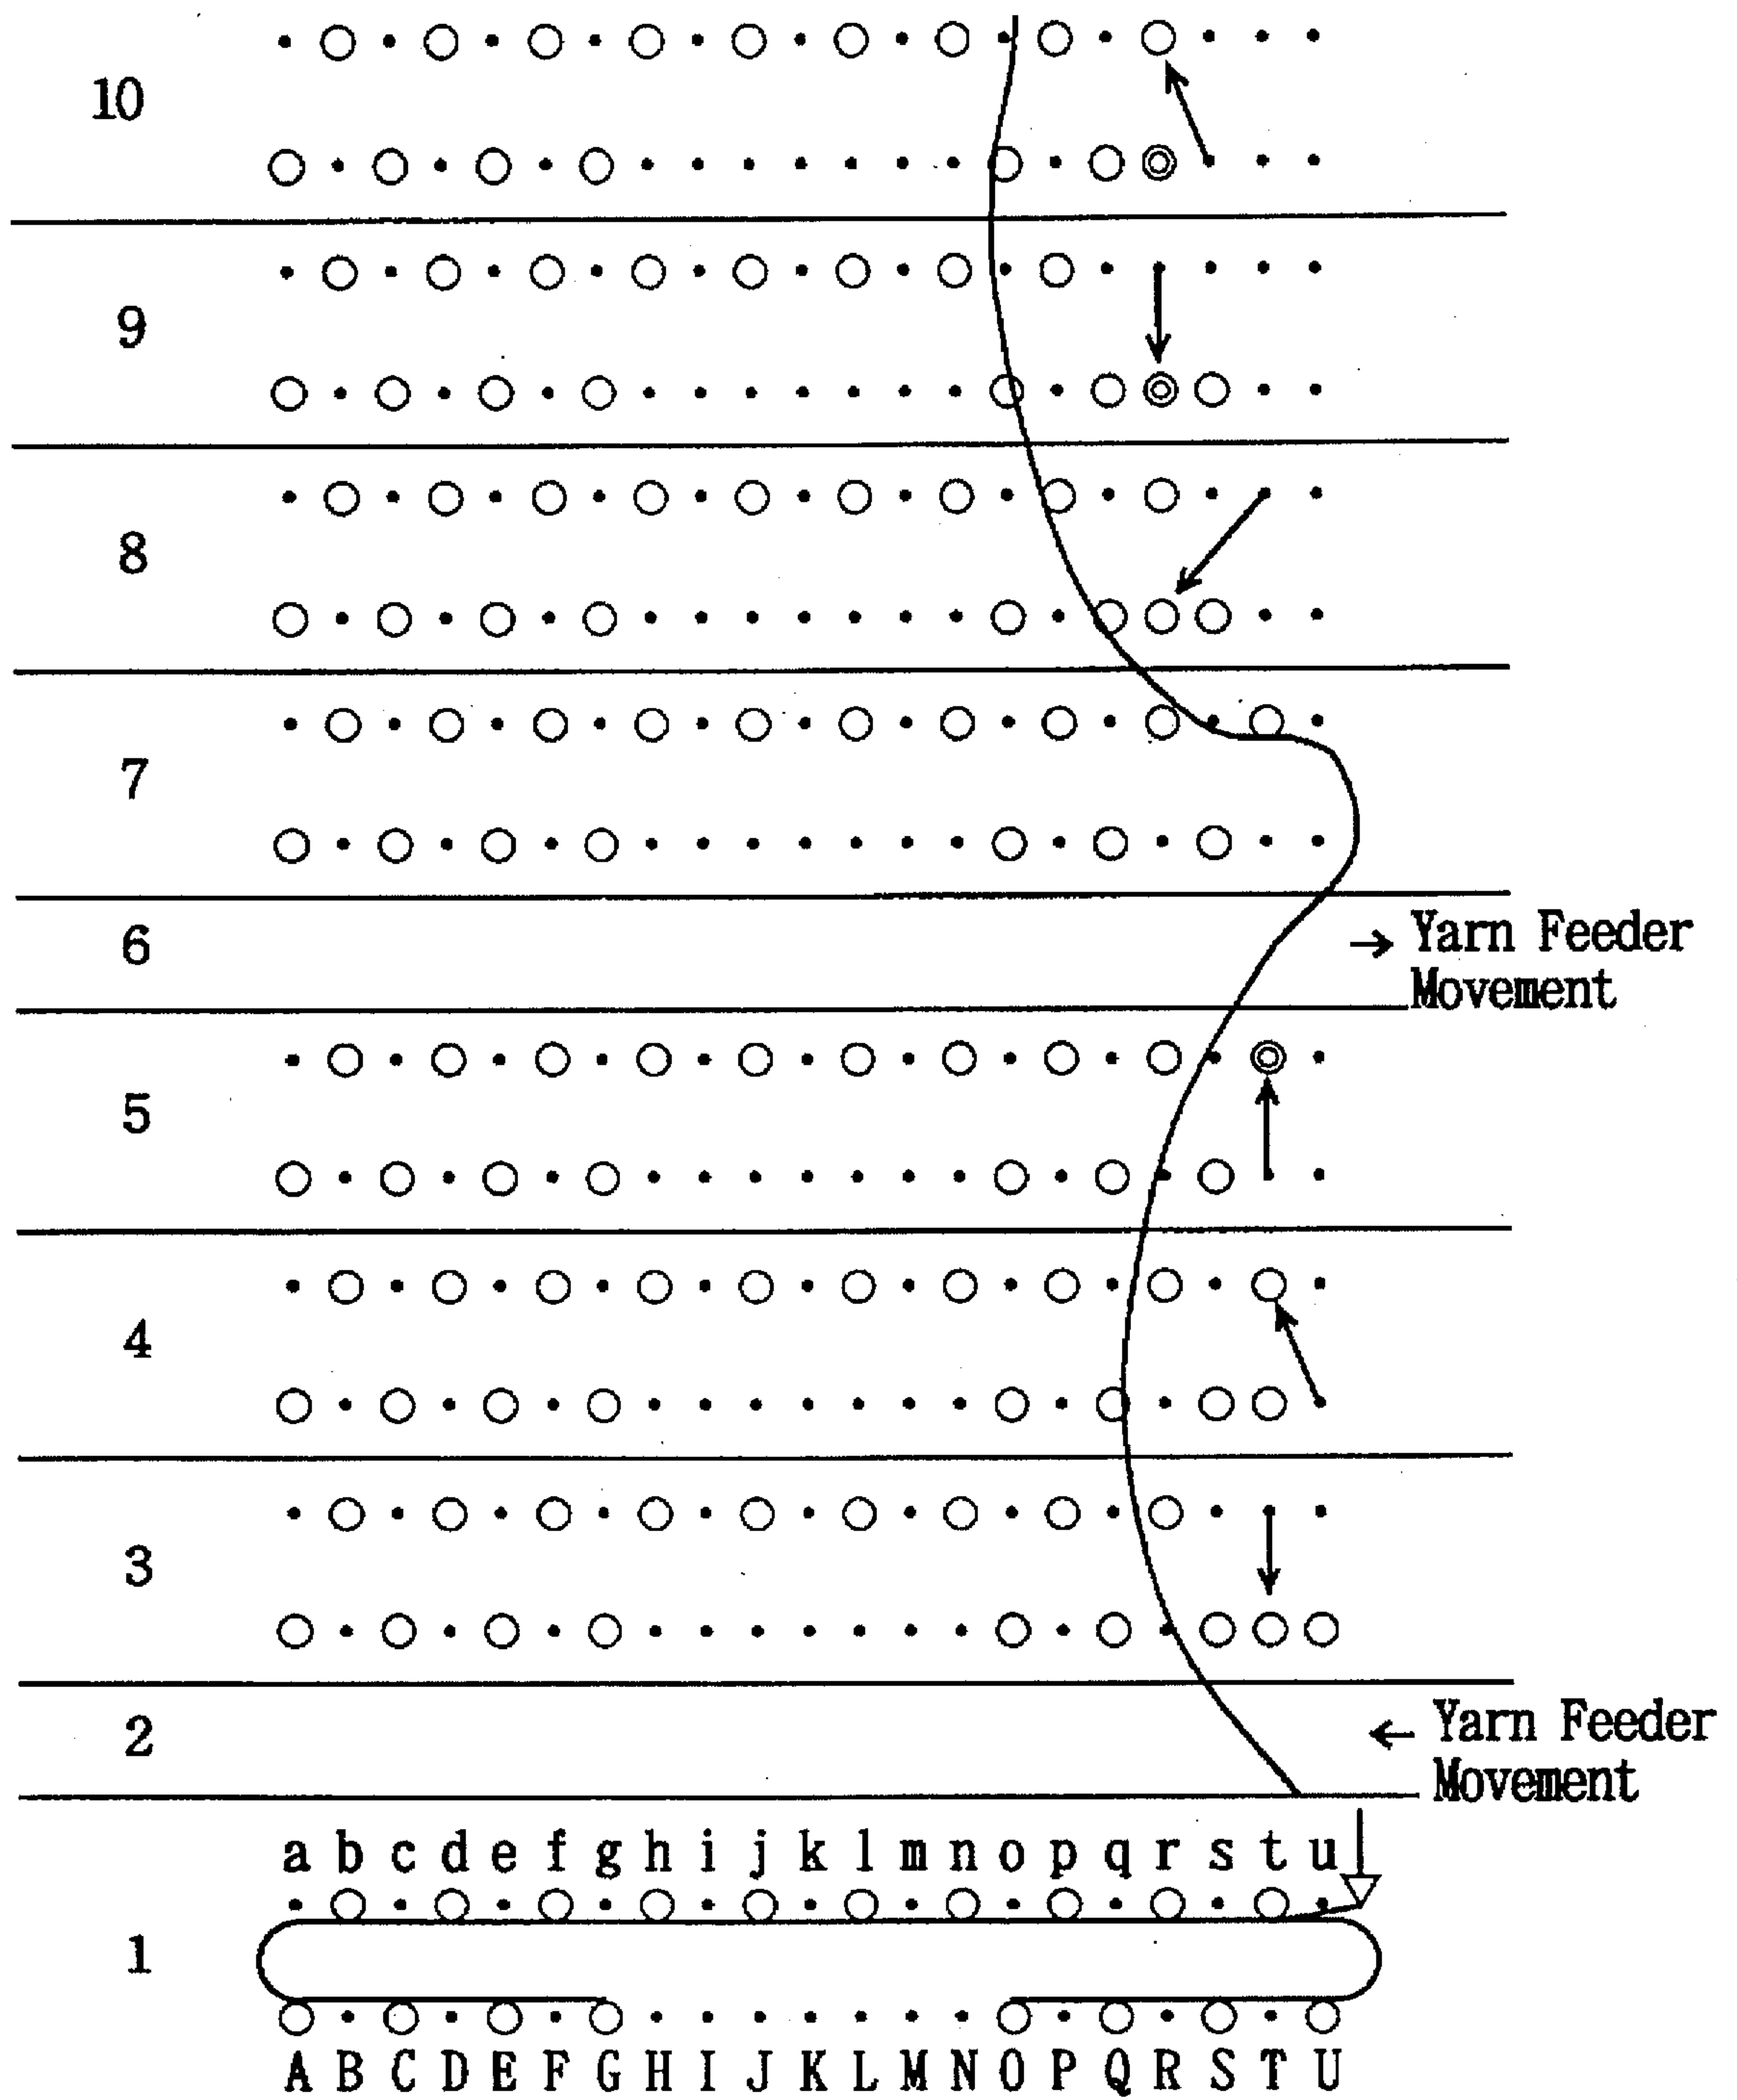 10
9
8
7
6
→ Yarn Feeder
Movement
5
4
3
2
← Yarn Feeder
Movement
a b c d e f g h i j k l m n o p q r s t u
1
A B C D E F G H I J K L M N O P Q R S T U